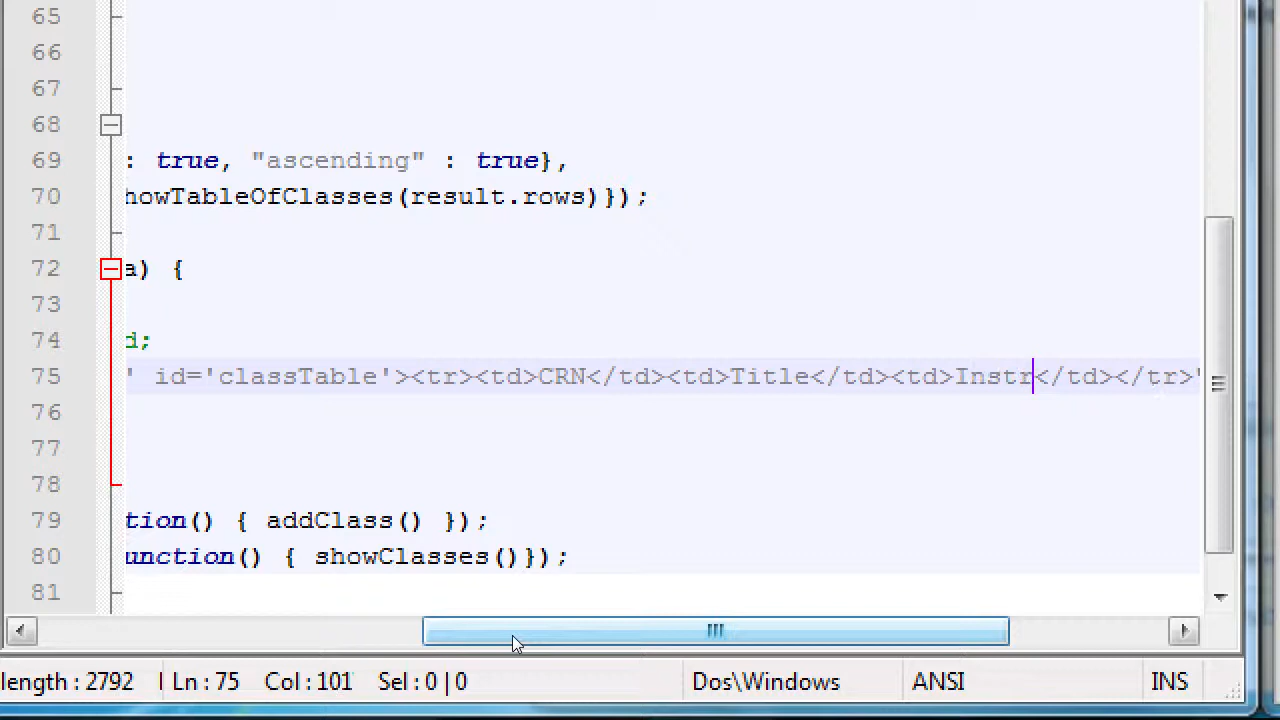 65
66
67
68
69 : true, "ascending" : true},
70 howTableOfClasses(result.rows)});
71
72 a) {
73
74 d;
75 ' id='classTable'><tr><td>CRN</td><td>Title</td><td>Instr</td></tr>'
76
77
78
79 tion() { addClass() });
80 unction() { showClasses()});
81
length : 2792 Ln : 75 Col : 101 Sel : 0 | 0 Dos\Windows ANSI INS